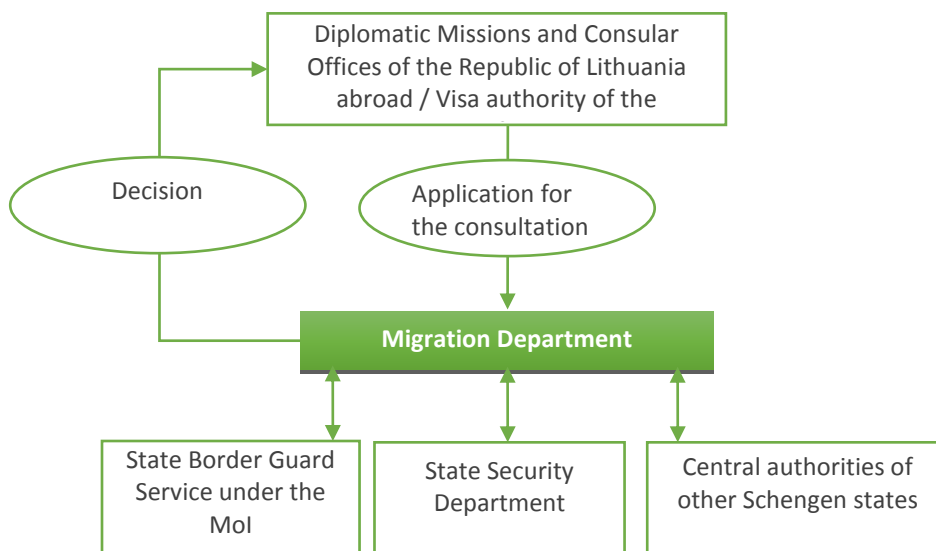 Diplomatic Missions and Consular
Offices of the Republic of Lithuania
abroad / Visa authority of the
Decision
Application for
the consultation
Migration Department
State Border Guard
Service under the
MoI
State Security
Department
Central authorities of
other Schengen states